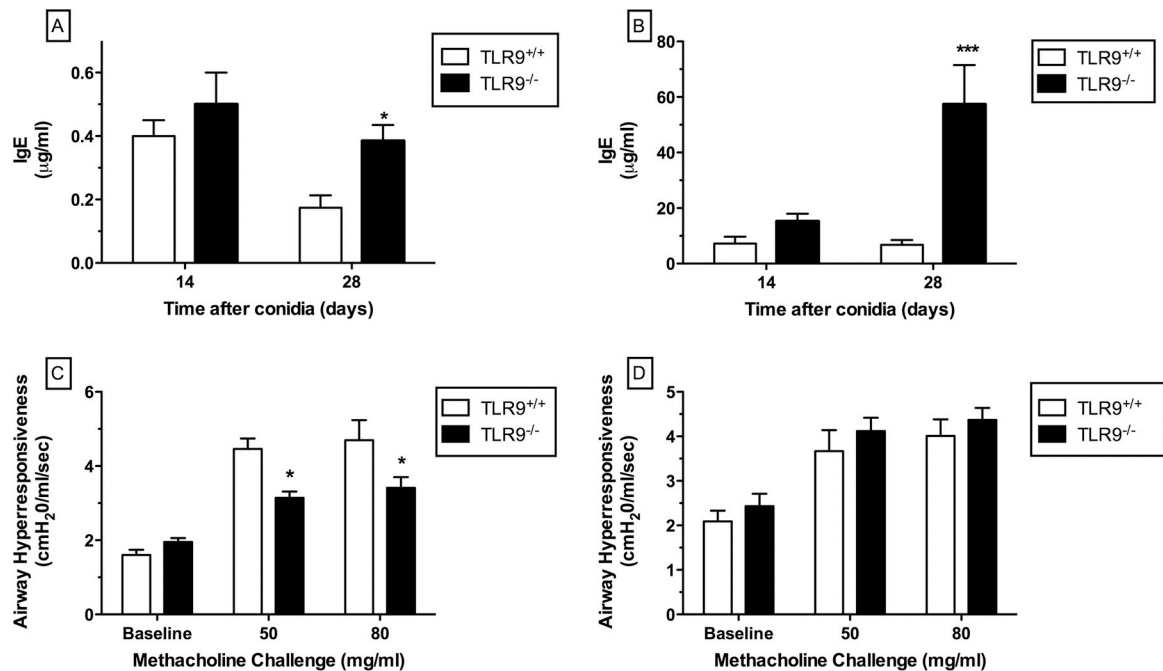 A
TLR9+/+
TLR9-/-
IgE
(μg/ml)
0.6
0.4
0.2
0.0
*
14
28
Time after conidia (days)
B
TLR9+/+
TLR9-/-
IgE
(μg/ml)
80
60
40
20
0
***
14
28
Time after conidia (days)
C
TLR9+/+
TLR9-/-
Airway Hyperresponsiveness
(cmH20/ml/sec)
6
4
2
0
*
*
Baseline
50
80
Methacholine Challenge (mg/ml)
D
TLR9+/+
TLR9-/-
Airway Hyperresponsiveness
(cmH20/ml/sec)
5
4
3
2
1
0
Baseline
50
80
Methacholine Challenge (mg/ml)